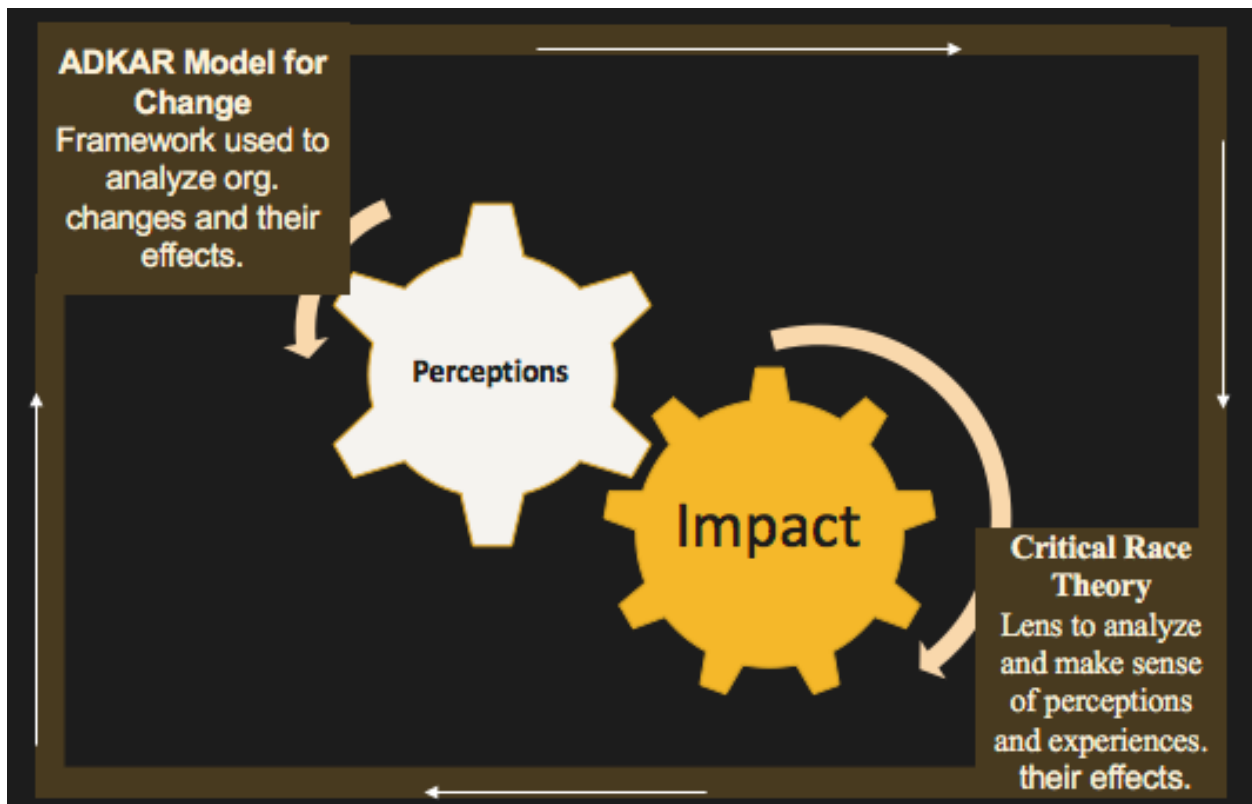 ADKAR Model for
Change
Framework used to
analyze org.
changes and their
effects.
Perceptions
Impact
Critical Race
Theory
Lens to analyze
and make sense
of perceptions
and experiences.
their effects.